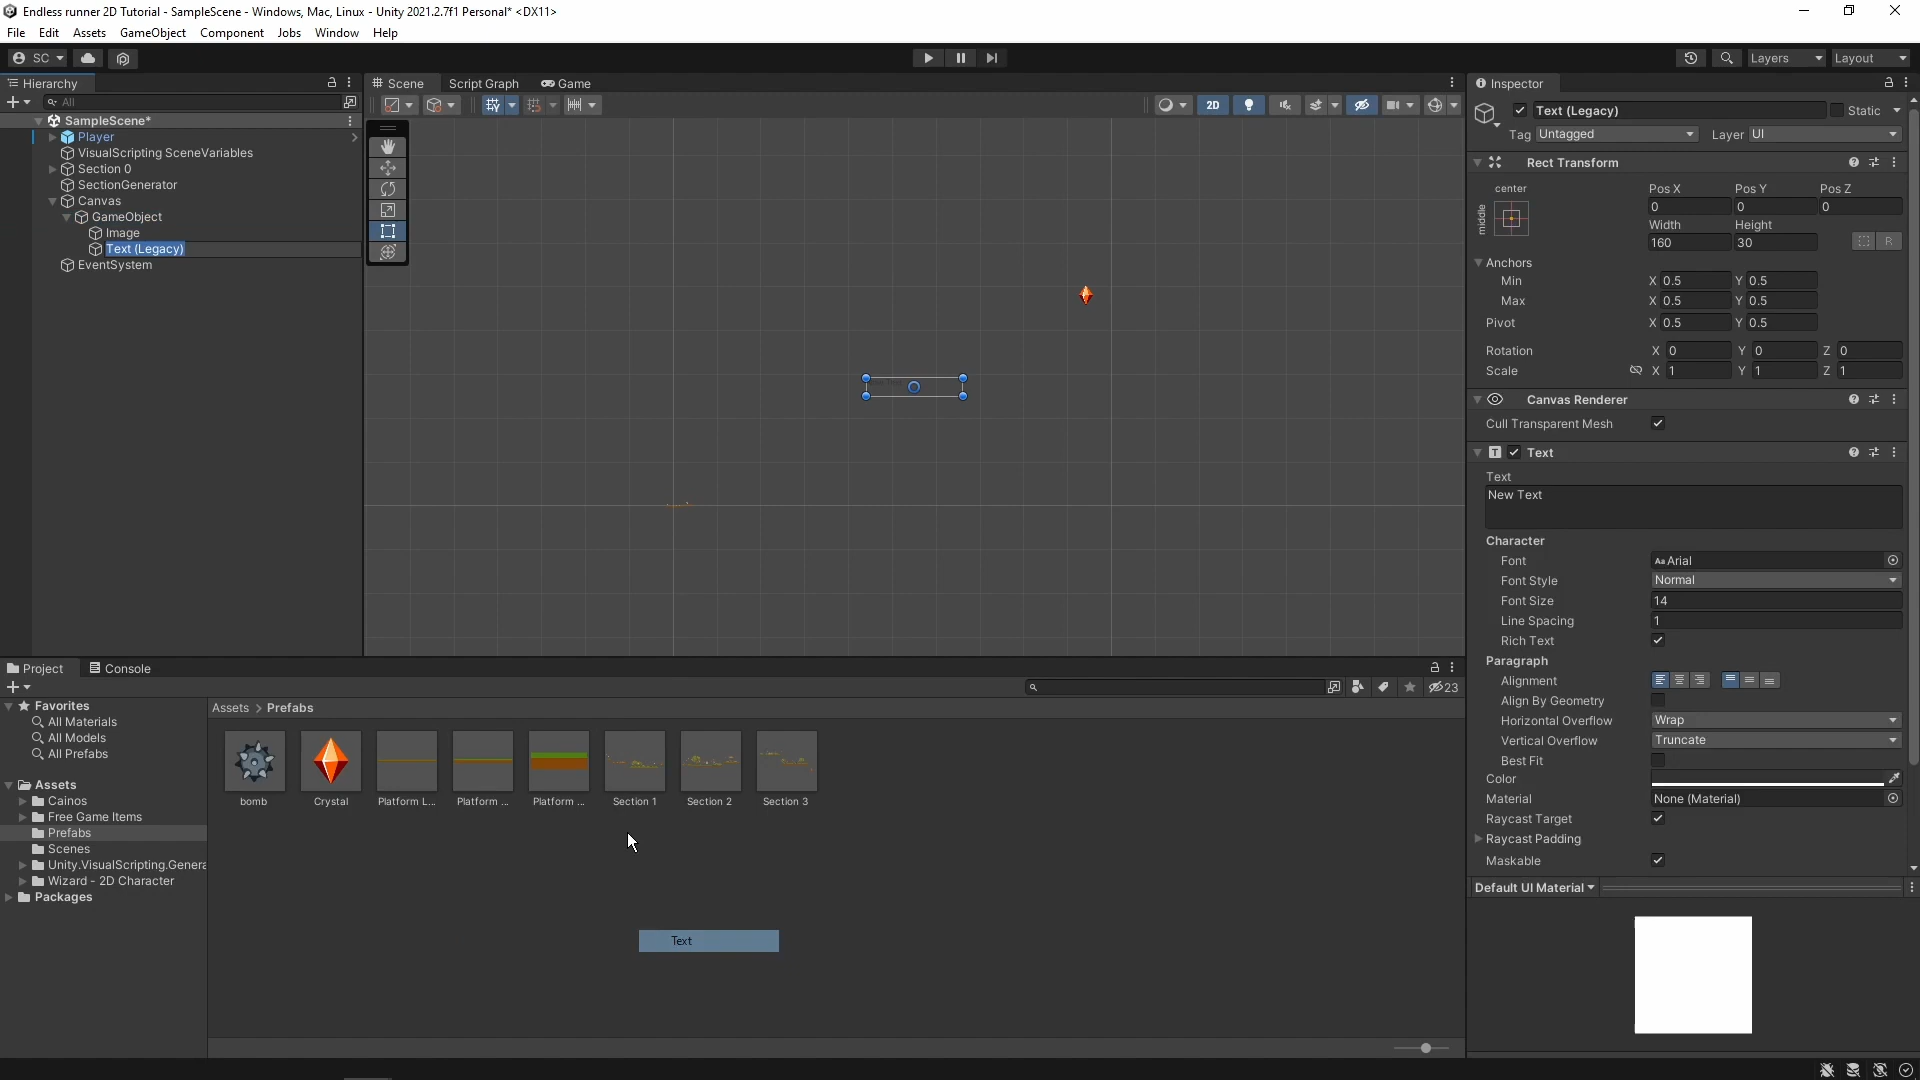 Endless runner 2D Tutorial - SampleScene - Windows, Mac, Linux - Unity 2021.2.7f1 Personal* <DX11>
File Edit Assets GameObject Component Jobs Window Help
SC
Layers
Layout
Hierarchy
All
SampleScene*
Player
VisualScripting SceneVariables
Section 0
SectionGenerator
Canvas
GameObject
Image
Text (Legacy)
EventSystem
Scene
Script Graph
Game
2D
Inspector
Text (Legacy)
Static
Tag Untagged
Layer UI
Rect Transform
center
middle
Pos X Pos Y Pos Z
0 0 0
Width Height
160 30
R
Anchors
Min X 0.5 Y 0.5
Max X 0.5 Y 0.5
Pivot X 0.5 Y 0.5
Rotation X 0 Y 0 Z 0
Scale X 1 Y 1 Z 1
Canvas Renderer
Cull Transparent Mesh
Text
Text
New Text
Character
Font Aa Arial
Font Style Normal
Font Size 14
Line Spacing 1
Rich Text
Paragraph
Alignment
Align By Geometry
Horizontal Overflow Wrap
Vertical Overflow Truncate
Best Fit
Color
Material None (Material)
Raycast Target
Raycast Padding
Maskable
Default UI Material
Project
Console
23
Favorites
All Materials
All Models
All Prefabs
Assets
Cainos
Free Game Items
Prefabs
Scenes
Unity.VisualScripting.Genera
Wizard - 2D Character
Packages
Assets > Prefabs
bomb
Crystal
Platform L...
Platform ...
Platform ...
Section 1
Section 2
Section 3
Text